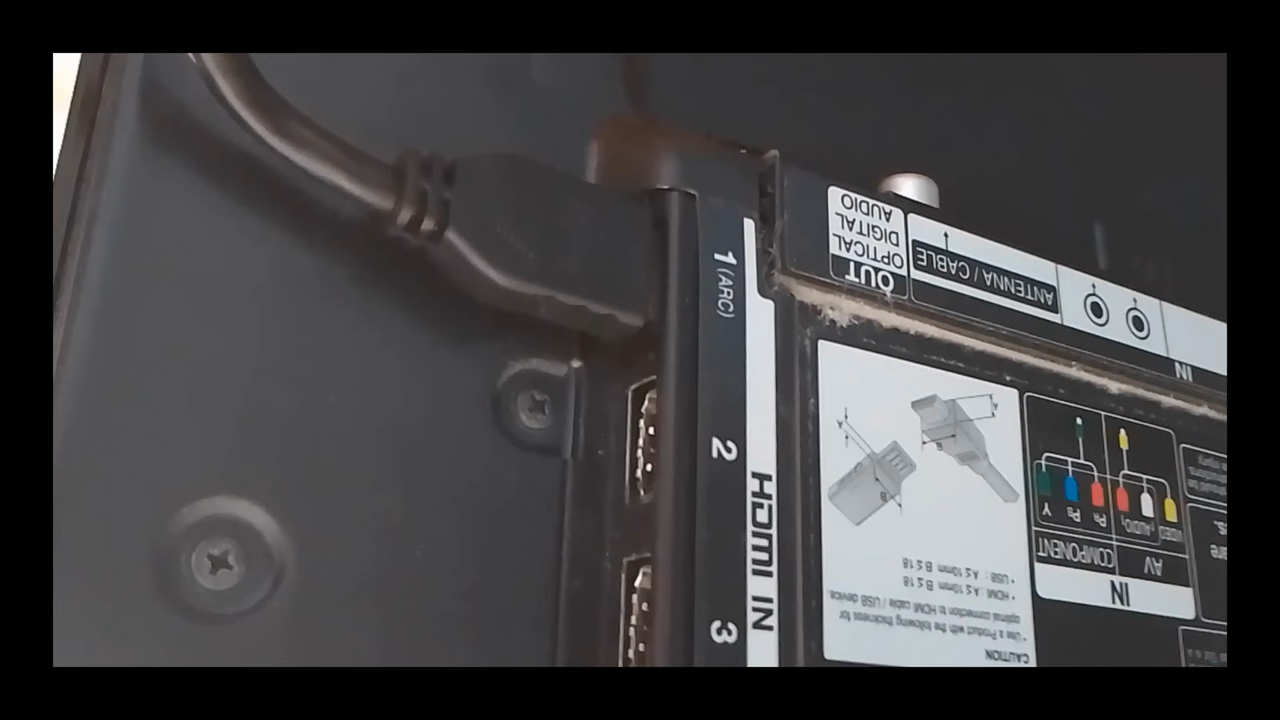 1 (ARC)
2
3
HDMI IN
OUT
OPTICAL
DIGITAL
AUDIO
ANTENNA / CABLE
IN
CAUTION
• Use a Product with the following thickness for
optimal connection to HDMI cable / USB device.
• HDMI : A ≤ 10mm B ≤ 18
• USB : A ≤ 10mm B ≤ 18
A
B
A
B
IN
AV
COMPONENT
VIDEO
AUDIO
Y
PB
PR